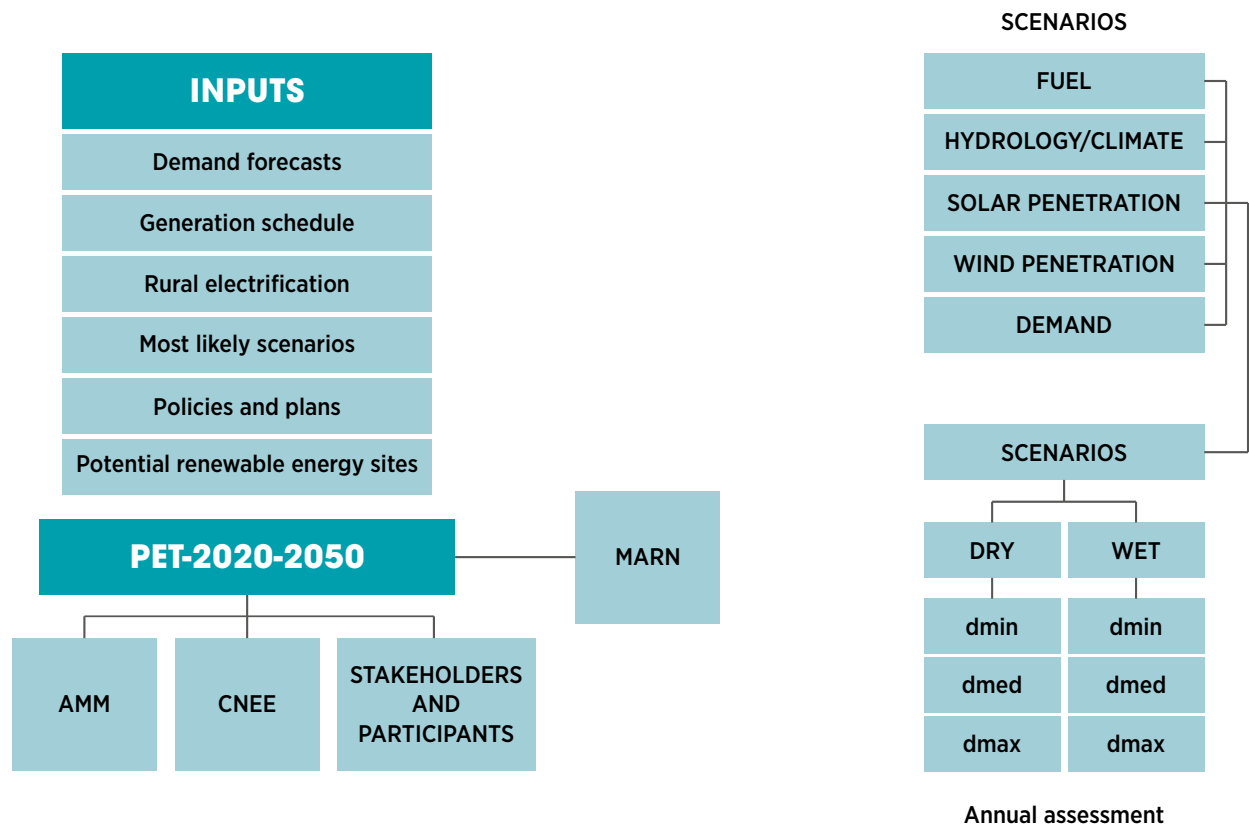 INPUTS
Demand forecasts
Generation schedule
Rural electrification
Most likely scenarios
Policies and plans
Potential renewable energy sites
PET-2020-2050
MARN
AMM
CNEE
STAKEHOLDERS
AND
PARTICIPANTS
SCENARIOS
FUEL
HYDROLOGY/CLIMATE
SOLAR PENETRATION
WIND PENETRATION
DEMAND
SCENARIOS
DRY
WET
dmin
dmin
dmed
dmed
dmax
dmax
Annual assessment